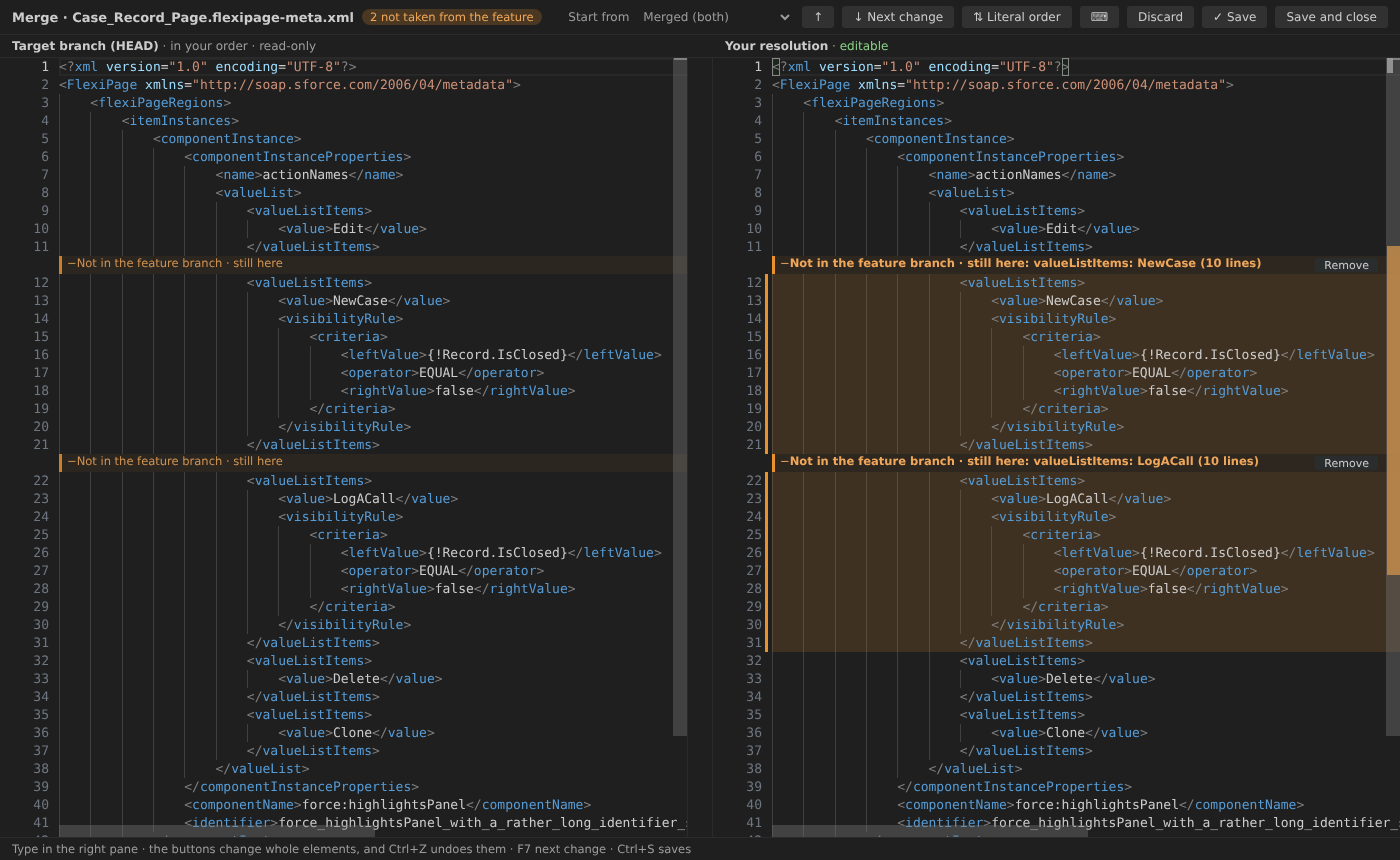 Merge · Case_Record_Page.flexipage-meta.xml 2 not taken from the feature Start from Merged (both) ↑ ↓ Next change ⇅ Literal order ⌨ Discard ✓ Save Save and close
Target branch (HEAD) · in your order · read-only
1 <?xml version="1.0" encoding="UTF-8"?>
2 <FlexiPage xmlns="http://soap.sforce.com/2006/04/metadata">
3 <flexiPageRegions>
4 <itemInstances>
5 <componentInstance>
6 <componentInstanceProperties>
7 <name>actionNames</name>
8 <valueList>
9 <valueListItems>
10 <value>Edit</value>
11 </valueListItems>
−Not in the feature branch · still here
12 <valueListItems>
13 <value>NewCase</value>
14 <visibilityRule>
15 <criteria>
16 <leftValue>{!Record.IsClosed}</leftValue>
17 <operator>EQUAL</operator>
18 <rightValue>false</rightValue>
19 </criteria>
20 </visibilityRule>
21 </valueListItems>
−Not in the feature branch · still here
22 <valueListItems>
23 <value>LogACall</value>
24 <visibilityRule>
25 <criteria>
26 <leftValue>{!Record.IsClosed}</leftValue>
27 <operator>EQUAL</operator>
28 <rightValue>false</rightValue>
29 </criteria>
30 </visibilityRule>
31 </valueListItems>
32 <valueListItems>
33 <value>Delete</value>
34 </valueListItems>
35 <valueListItems>
36 <value>Clone</value>
37 </valueListItems>
38 </valueList>
39 </componentInstanceProperties>
40 <componentName>force:highlightsPanel</componentName>
41 <identifier>force_highlightsPanel_with_a_rather_long_identifier_
Your resolution · editable
1 <?xml version="1.0" encoding="UTF-8"?>
2 <FlexiPage xmlns="http://soap.sforce.com/2006/04/metadata">
3 <flexiPageRegions>
4 <itemInstances>
5 <componentInstance>
6 <componentInstanceProperties>
7 <name>actionNames</name>
8 <valueList>
9 <valueListItems>
10 <value>Edit</value>
11 </valueListItems>
−Not in the feature branch · still here: valueListItems: NewCase (10 lines) Remove
12 <valueListItems>
13 <value>NewCase</value>
14 <visibilityRule>
15 <criteria>
16 <leftValue>{!Record.IsClosed}</leftValue>
17 <operator>EQUAL</operator>
18 <rightValue>false</rightValue>
19 </criteria>
20 </visibilityRule>
21 </valueListItems>
−Not in the feature branch · still here: valueListItems: LogACall (10 lines) Remove
22 <valueListItems>
23 <value>LogACall</value>
24 <visibilityRule>
25 <criteria>
26 <leftValue>{!Record.IsClosed}</leftValue>
27 <operator>EQUAL</operator>
28 <rightValue>false</rightValue>
29 </criteria>
30 </visibilityRule>
31 </valueListItems>
32 <valueListItems>
33 <value>Delete</value>
34 </valueListItems>
35 <valueListItems>
36 <value>Clone</value>
37 </valueListItems>
38 </valueList>
39 </componentInstanceProperties>
40 <componentName>force:highlightsPanel</componentName>
41 <identifier>force_highlightsPanel_with_a_rather_long_identifier_
Type in the right pane · the buttons change whole elements, and Ctrl+Z undoes them · F7 next change · Ctrl+S saves